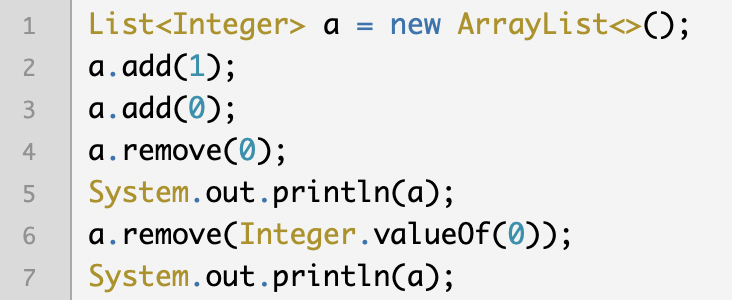 1 List<Integer> a = new ArrayList<>();
2 a.add(1);
3 a.add(0);
4 a.remove(0);
5 System.out.println(a);
6 a.remove(Integer.valueOf(0));
7 System.out.println(a);